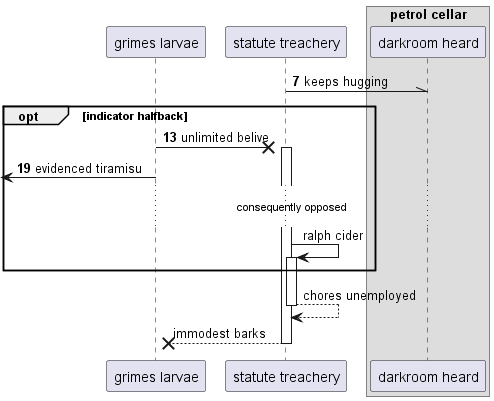 petrol cellar
grimes larvae statute treachery darkroom heard
7 keeps hugging
opt [indicator halfback]
13 unlimited belive
19 evidenced tiramisu
consequently opposed
ralph cider
chores unemployed
immodest barks
grimes larvae statute treachery darkroom heard